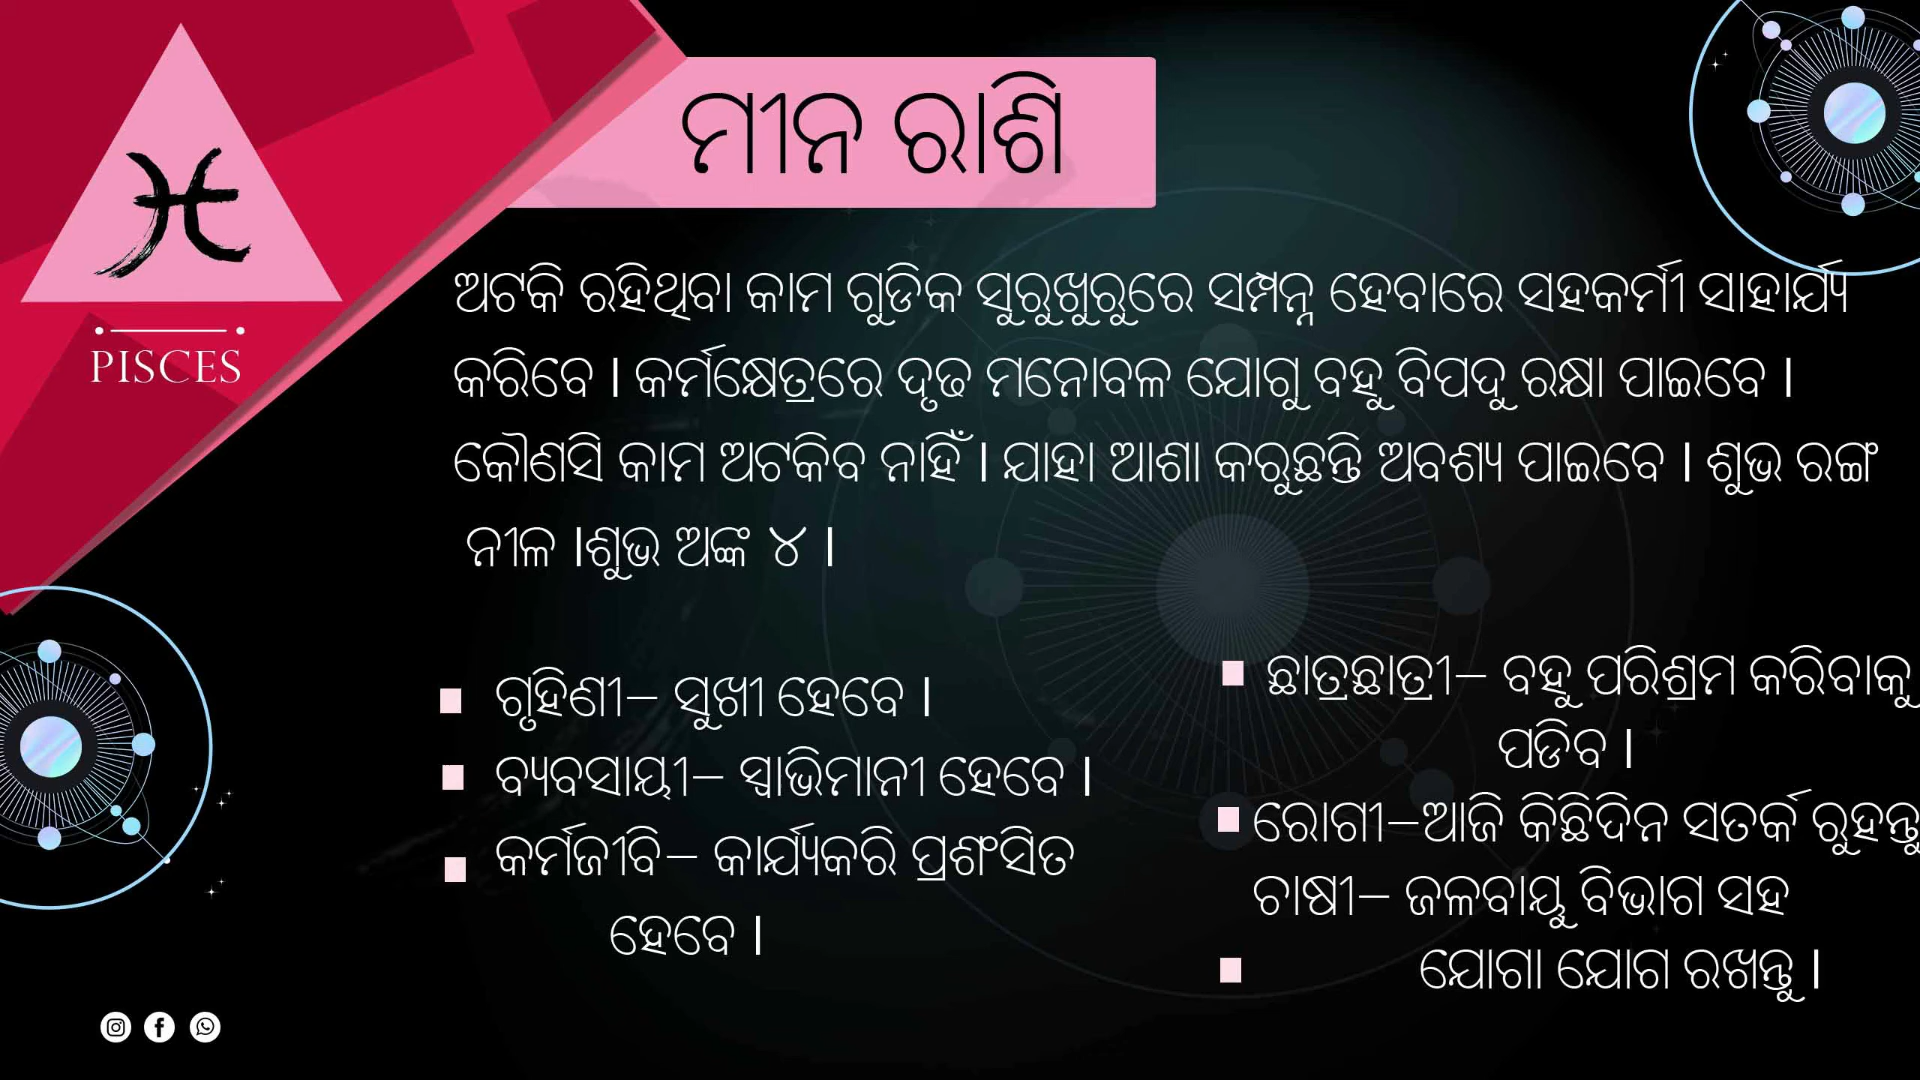 ମୀନ ରାଶି
PISCES
ଅଟକି ରହିଥିବା କାମ ଗୁଡିକ ସୁରୁଖୁରୁରେ ସମ୍ପନ୍ନ ହେବାରେ ସହକର୍ମୀ ସାହାର୍ଯ୍ୟ
କରିବେ । କର୍ମକ୍ଷେତ୍ରରେ ଦୃଢ ମନୋବଳ ଯୋଗୁ ବହୁ ବିପଦୁ ରକ୍ଷା ପାଇବେ ।
କୌଣସି କାମ ଅଟକିବ ନାହିଁ । ଯାହା ଆଶା କରୁଛନ୍ତି ଅବଶ୍ୟ ପାଇବେ । ଶୁଭ ରଙ୍ଗ
ନୀଳ ।ଶୁଭ ଅଙ୍କ ୪ ।
ଗୃହିଣୀ– ସୁଖୀ ହେବେ ।
ବ୍ୟବସାୟୀ– ସ୍ୱାଭିମାନୀ ହେବେ ।
କର୍ମଜୀବି– କାର୍ଯ୍ୟକରି ପ୍ରଶଂସିତ
ହେବେ ।
ଛାତ୍ରଛାତ୍ରୀ– ବହୁ ପରିଶ୍ରମ କରିବାକୁ
ପଡିବ ।
ରୋଗୀ–ଆଜି କିଛିଦିନ ସତର୍କ ରୁହନ୍ତୁ
ଚାଷୀ– ଜଳବାୟୁ ବିଭାଗ ସହ
ଯୋଗା ଯୋଗ ରଖନ୍ତୁ ।